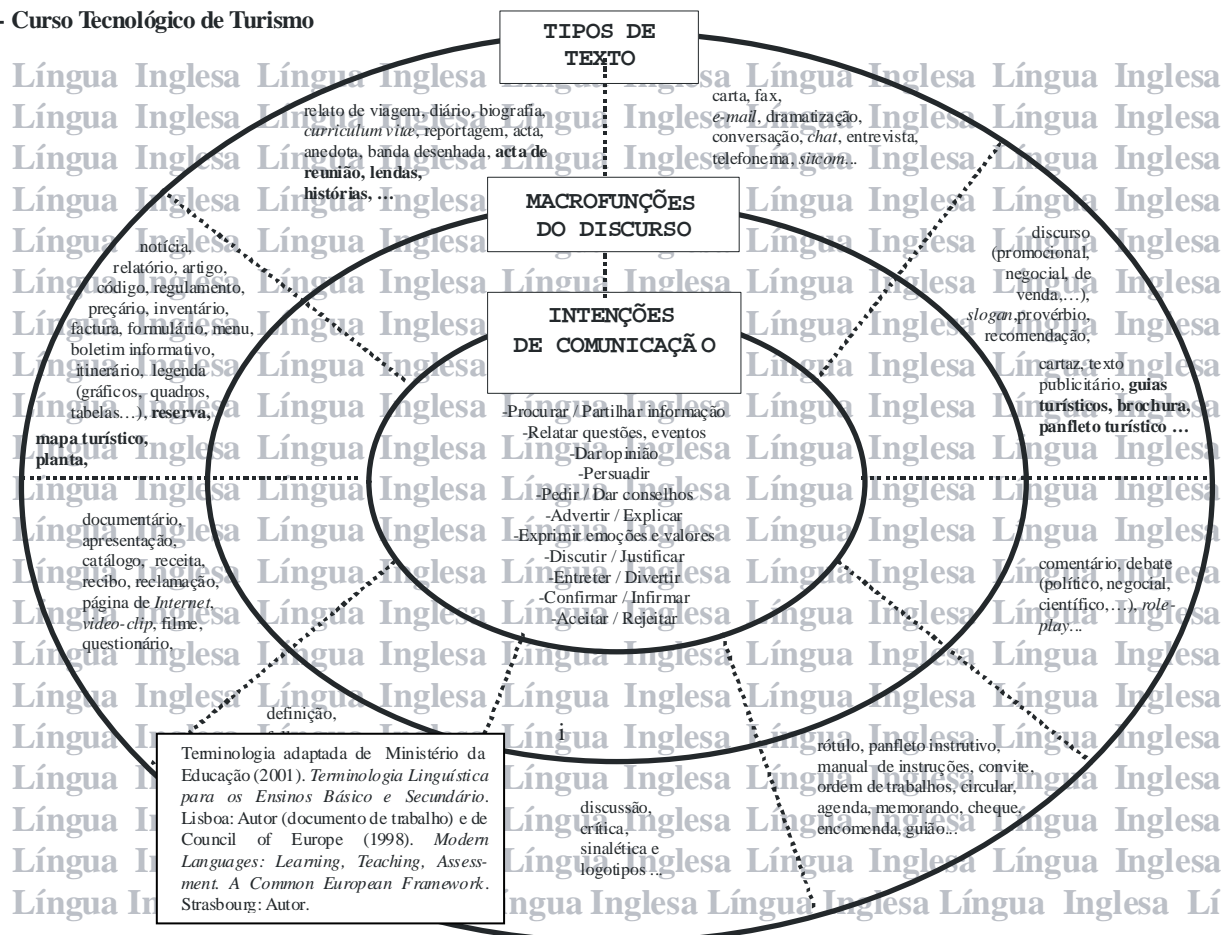 - Curso Tecnológico de Turismo
TIPOS DE
TEXTO
Língua Inglesa Língua Inglesa Língua Inglesa Língua Inglesa
relato de viagem, diário, biografia,
curriculum vitæ, reportagem, acta,
anedota, banda desenhada, acta de
reunião, lendas,
histórias, …
carta, fax,
e-mail, dramatização,
conversação, chat, entrevista,
telefonema, sitcom...
MACROFUNÇÕES
DO DISCURSO
notícia,
relatório, artigo,
código, regulamento,
preçário, inventário,
factura, formulário, menu,
boletim informativo,
itinerário, legenda
(gráficos, quadros,
tabelas…), reserva,
mapa turístico,
planta,
discurso
(promocional,
negocial, de
venda,…),
slogan,provérbio,
recomendação,
cartaz, texto
publicitário, guias
turísticos, brochura,
panfleto turístico …
INTENÇÕES
DE COMUNICAÇÃO
-Procurar / Partilhar informação
-Relatar questões, eventos
-Dar opinião
-Persuadir
-Pedir / Dar conselhos
-Advertir / Explicar
-Exprimir emoções e valores
-Discutir / Justificar
-Entreter / Divertir
-Confirmar / Infirmar
-Aceitar / Rejeitar
documentário,
apresentação,
catálogo, receita,
recibo, reclamação,
página de Internet,
video-clip, filme,
questionário,
comentário, debate
(político, negocial,
científico,…), role-
play...
definição,
i
rótulo, panfleto instrutivo,
manual de instruções, convite,
ordem de trabalhos, circular,
agenda, memorando, cheque,
encomenda, guião...
discussão,
crítica,
sinalética e
logotipos ...
Terminologia adaptada de Ministério da
Educação (2001). Terminologia Linguística
para os Ensinos Básico e Secundário.
Lisboa: Autor (documento de trabalho) e de
Council of Europe (1998). Modern
Languages: Learning, Teaching, Assess-
ment. A Common European Framework.
Strasbourg: Autor.